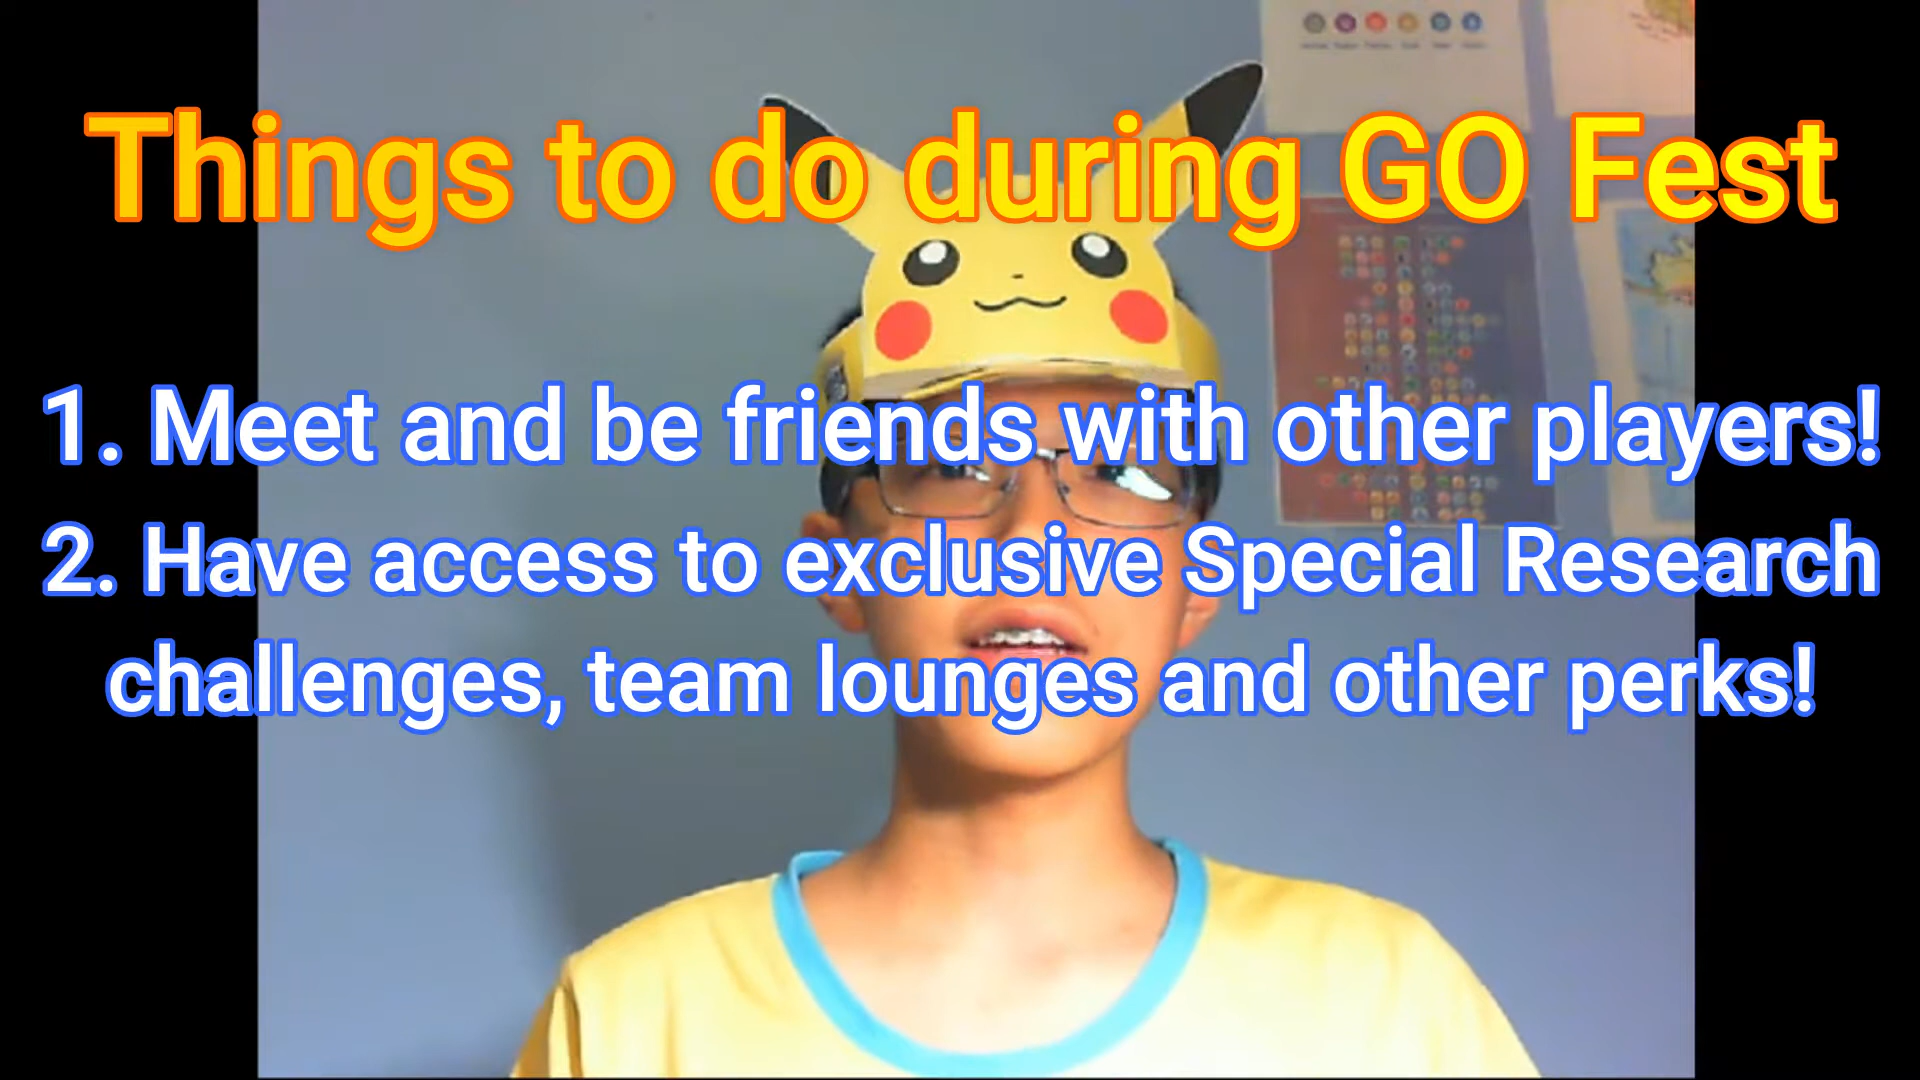 Things to do during GO Fest
1. Meet and be friends with other players!
2. Have access to exclusive Special Research
challenges, team lounges and other perks!